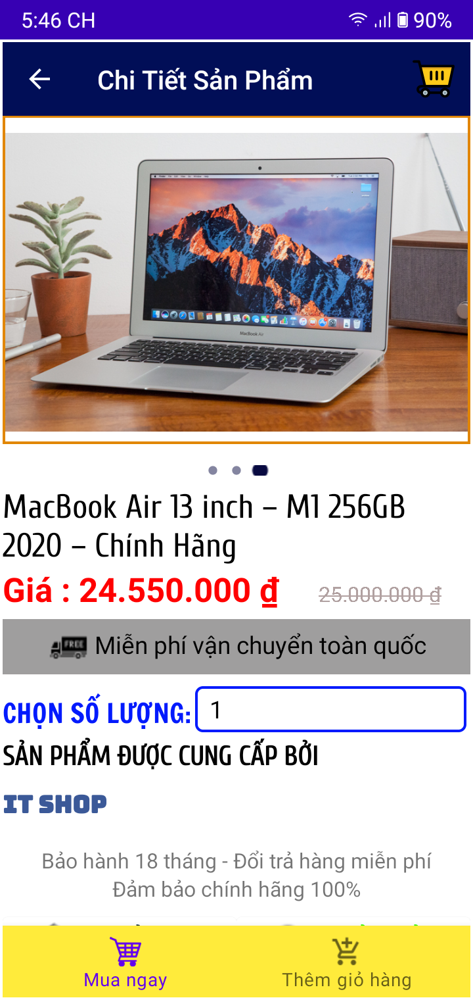 5:46 CH
90%
Chi Tiết Sản Phẩm
MacBook Air
MacBook Air 13 inch – M1 256GB
2020 – Chính Hãng
Giá : 24.550.000 ₫
25.000.000 ₫
FREE
Miễn phí vận chuyển toàn quốc
CHỌN SỐ LƯỢNG:
1
SẢN PHẨM ĐƯỢC CUNG CẤP BỞI
IT SHOP
Bảo hành 18 tháng - Đổi trả hàng miễn phí
Đảm bảo chính hãng 100%
Mua ngay
Thêm giỏ hàng